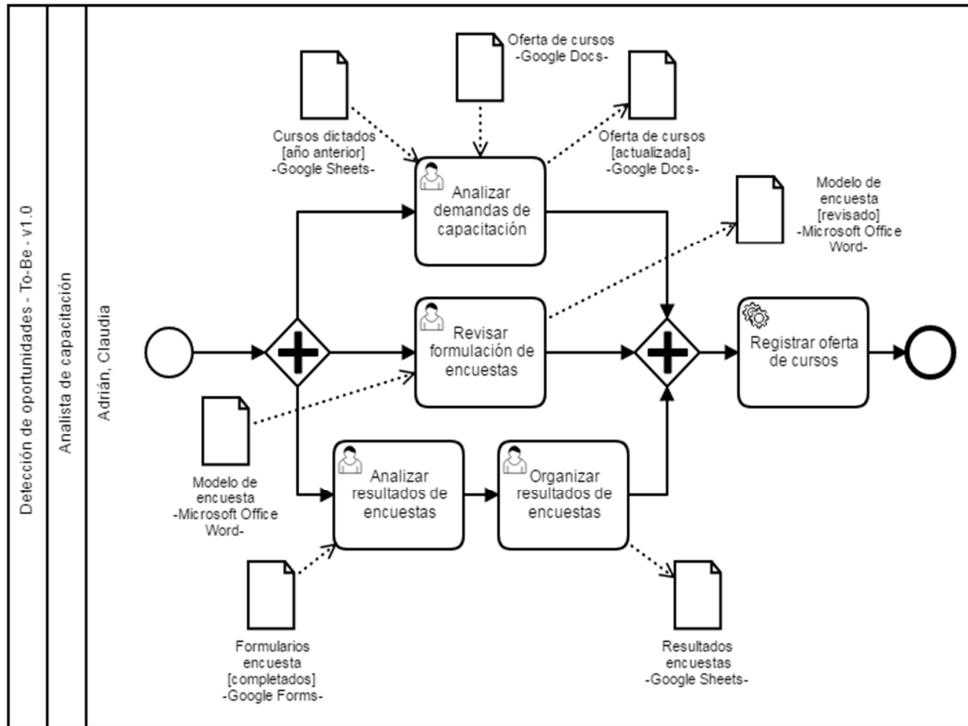 Detección de oportunidades - To-Be - v1.0
Analista de capacitación
Adrián, Claudia
Oferta de cursos
-Google Docs-
Cursos dictados
[año anterior]
-Google Sheets-
Oferta de cursos
[actualizada]
-Google Docs-
Analizar
demandas de
capacitación
Modelo de
encuesta
[revisado]
-Microsoft Office
Word-
Revisar
formulación de
encuestas
Registrar oferta
de cursos
Modelo de
encuesta
-Microsoft Office
Word-
Analizar
resultados de
encuestas
Organizar
resultados de
encuestas
Formularios
encuesta
[completados]
-Google Forms-
Resultados
encuestas
-Google Sheets-